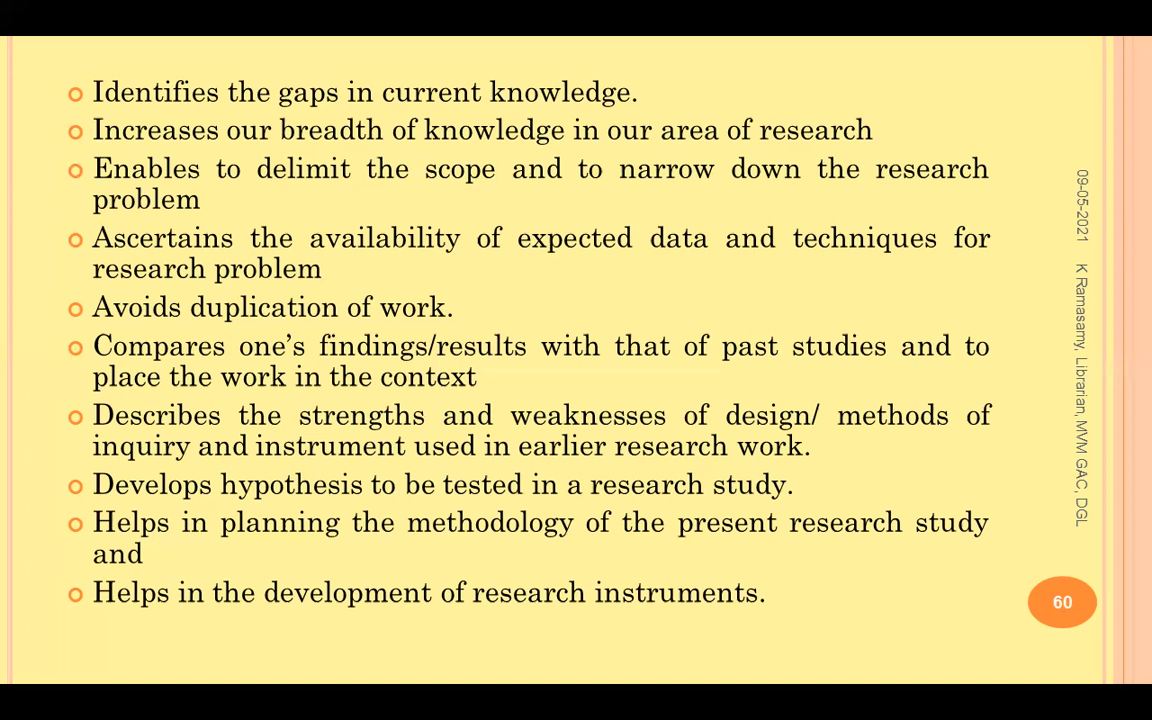 Identifies the gaps in current knowledge.
Increases our breadth of knowledge in our area of research
Enables to delimit the scope and to narrow down the research
problem
Ascertains the availability of expected data and techniques for
research problem
Avoids duplication of work.
Compares one’s findings/results with that of past studies and to
place the work in the context
Describes the strengths and weaknesses of design/ methods of
inquiry and instrument used in earlier research work.
Develops hypothesis to be tested in a research study.
Helps in planning the methodology of the present research study
and
Helps in the development of research instruments.
09-05-2021 K Ramasamy, Librarian, MVM GAC, DGL
60